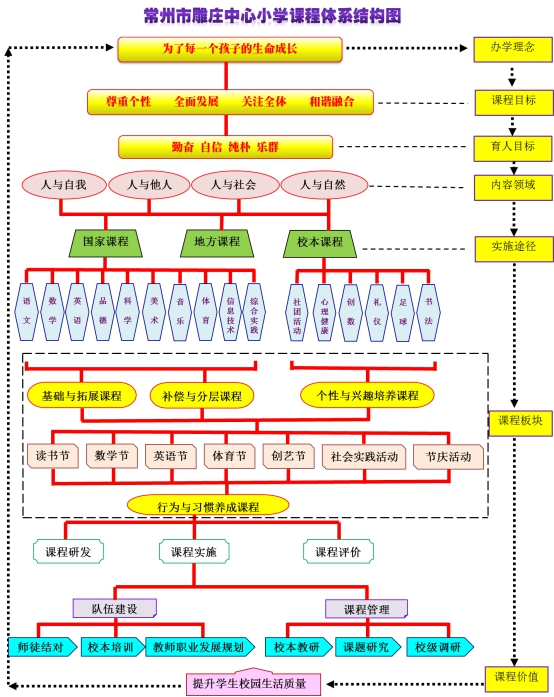 常州市雕庄中心小学课程体系结构图
为了每一个孩子的生命成长
办学理念
尊重个性 全面发展 关注全体 和谐融合
课程目标
勤奋 自信 纯朴 乐群
育人目标
人与自我 人与他人 人与社会 人与自然
内容领域
国家课程 地方课程 校本课程
实施途径
语文 数学 英语 品德 科学 美术 音乐 体育 信息技术 综合实践 社团活动 心理健康 创数 礼仪 足球 书法
基础与拓展课程 补偿与分层课程 个性与兴趣培养课程
课程板块
读书节 数学节 英语节 体育节 创艺节 社会实践活动 节庆活动
行为与习惯养成课程
课程研发 课程实施 课程评价
队伍建设 课程管理
师徒结对 校本培训 教师职业发展规划 校本教研 课题研究 校级调研
提升学生校园生活质量
课程价值